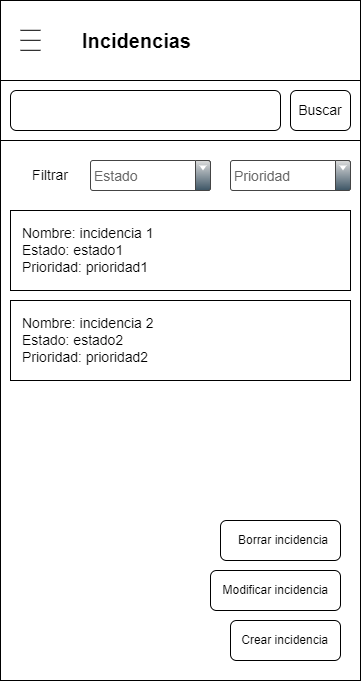 Incidencias
Buscar
Filtrar Estado Prioridad
Nombre: incidencia 1
Estado: estado1
Prioridad: prioridad1
Nombre: incidencia 2
Estado: estado2
Prioridad: prioridad2
Borrar incidencia
Modificar incidencia
Crear incidencia